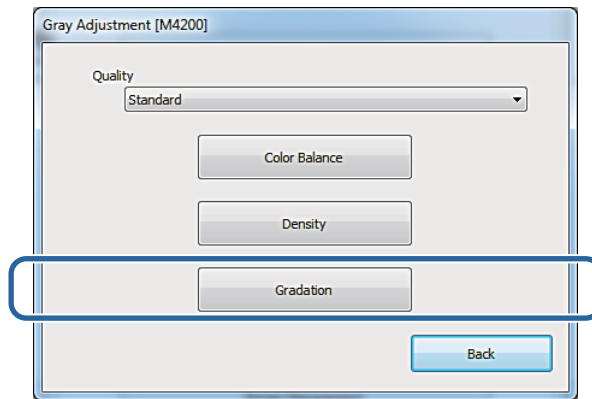 Gray Adjustment [M4200]
Quality
Standard
Color Balance
Density
Gradation
Back